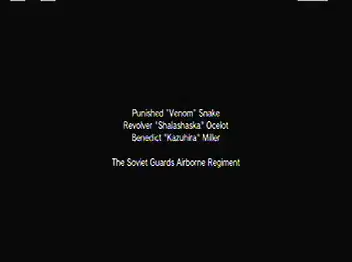 Punished "Venom" Snake
Revolver "Shalashaska" Ocelot
Benedict "Kazuhira" Miller
The Soviet Guards Airborne Regiment